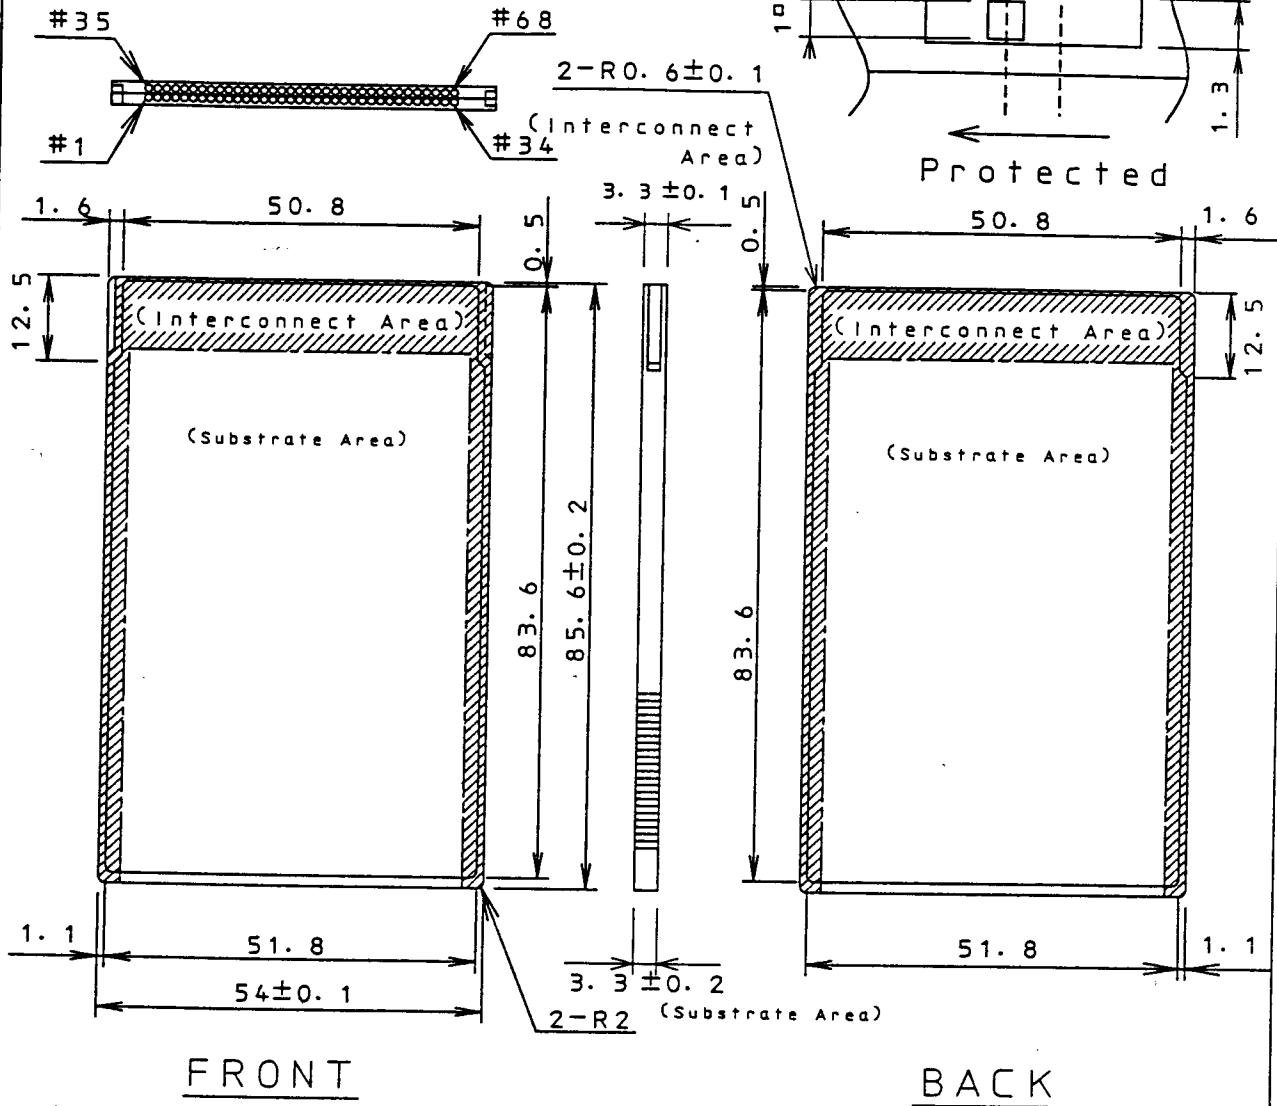 #35
#68
#1
#34
2-R0.6±0.1
(Interconnect
Area)
1.3
Protected
1.6
50.8
0.5
3.3±0.1
0.5
50.8
1.6
12.5
(Interconnect Area)
(Interconnect Area)
12.5
(Substrate Area)
(Substrate Area)
83.6
85.6±0.2
83.6
1.1
51.8
54±0.1
3.3±0.2
(Substrate Area)
2-R2
51.8
1.1
FRONT
BACK